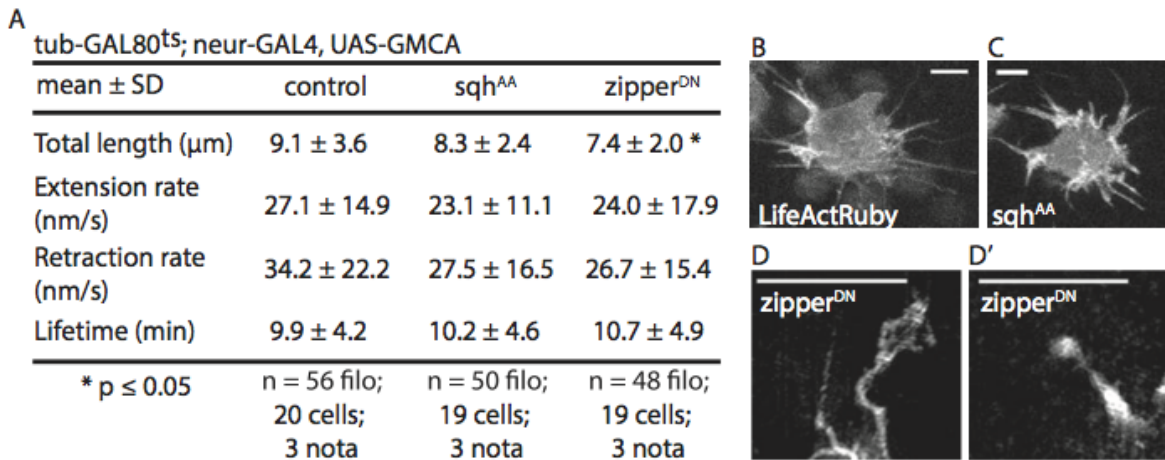 A
tub-GAL80ts; neur-GAL4, UAS-GMCA
mean ± SD control sqhAA zipperDN
Total length (µm) 9.1 ± 3.6 8.3 ± 2.4 7.4 ± 2.0 *
Extension rate
(nm/s) 27.1 ± 14.9 23.1 ± 11.1 24.0 ± 17.9
Retraction rate
(nm/s) 34.2 ± 22.2 27.5 ± 16.5 26.7 ± 15.4
Lifetime (min) 9.9 ± 4.2 10.2 ± 4.6 10.7 ± 4.9
* p ≤ 0.05 n = 56 filo; n = 50 filo; n = 48 filo;
20 cells; 19 cells; 19 cells;
3 nota 3 nota 3 nota
B
LifeActRuby
C
sqhAA
D
zipperDN
D'
zipperDN